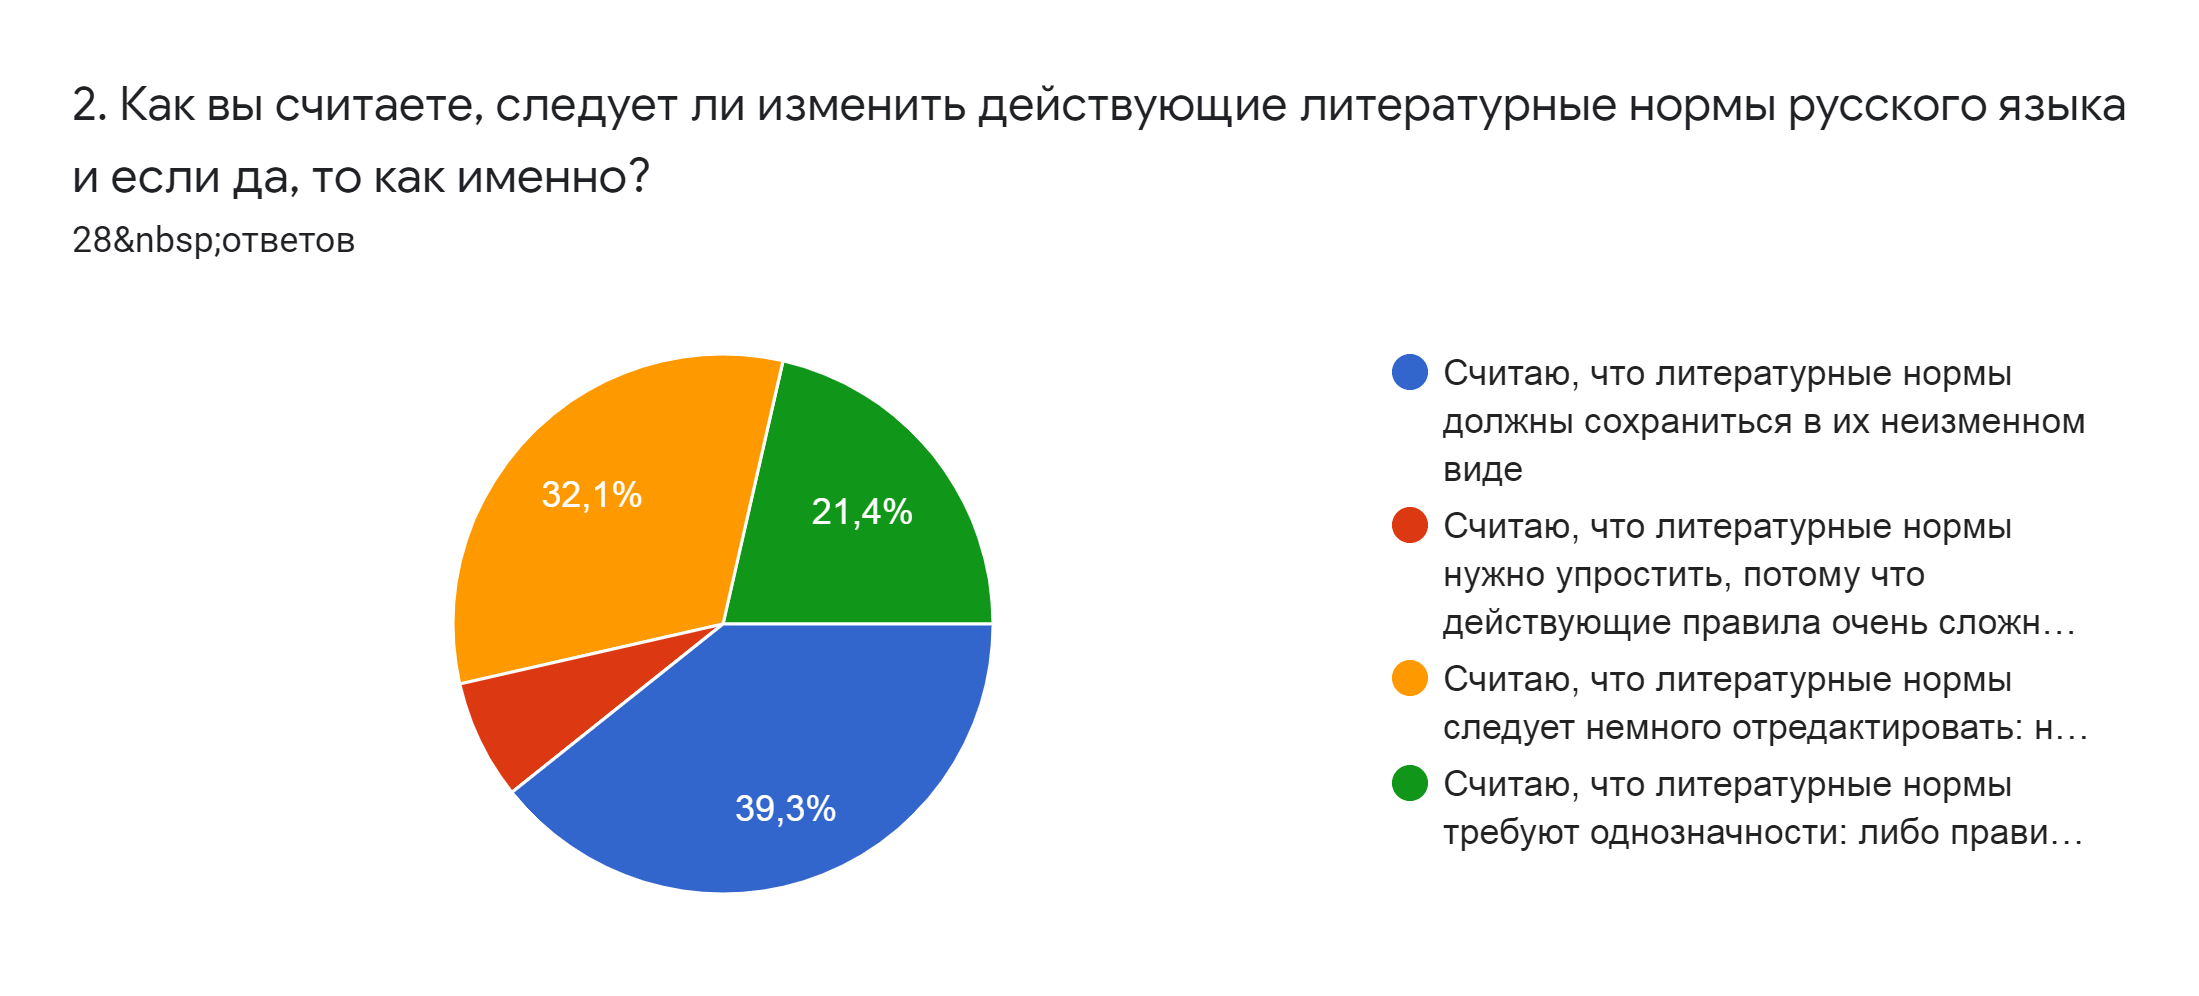 2. Как вы считаете, следует ли изменить действующие литературные нормы русского языка
и если да, то как именно?
28&nbsp;ответов
32,1%
21,4%
39,3%
Считаю, что литературные нормы
должны сохраниться в их неизменном
виде
Считаю, что литературные нормы
нужно упростить, потому что
действующие правила очень сложн…
Считаю, что литературные нормы
следует немного отредактировать: н…
Считаю, что литературные нормы
требуют однозначности: либо прави…